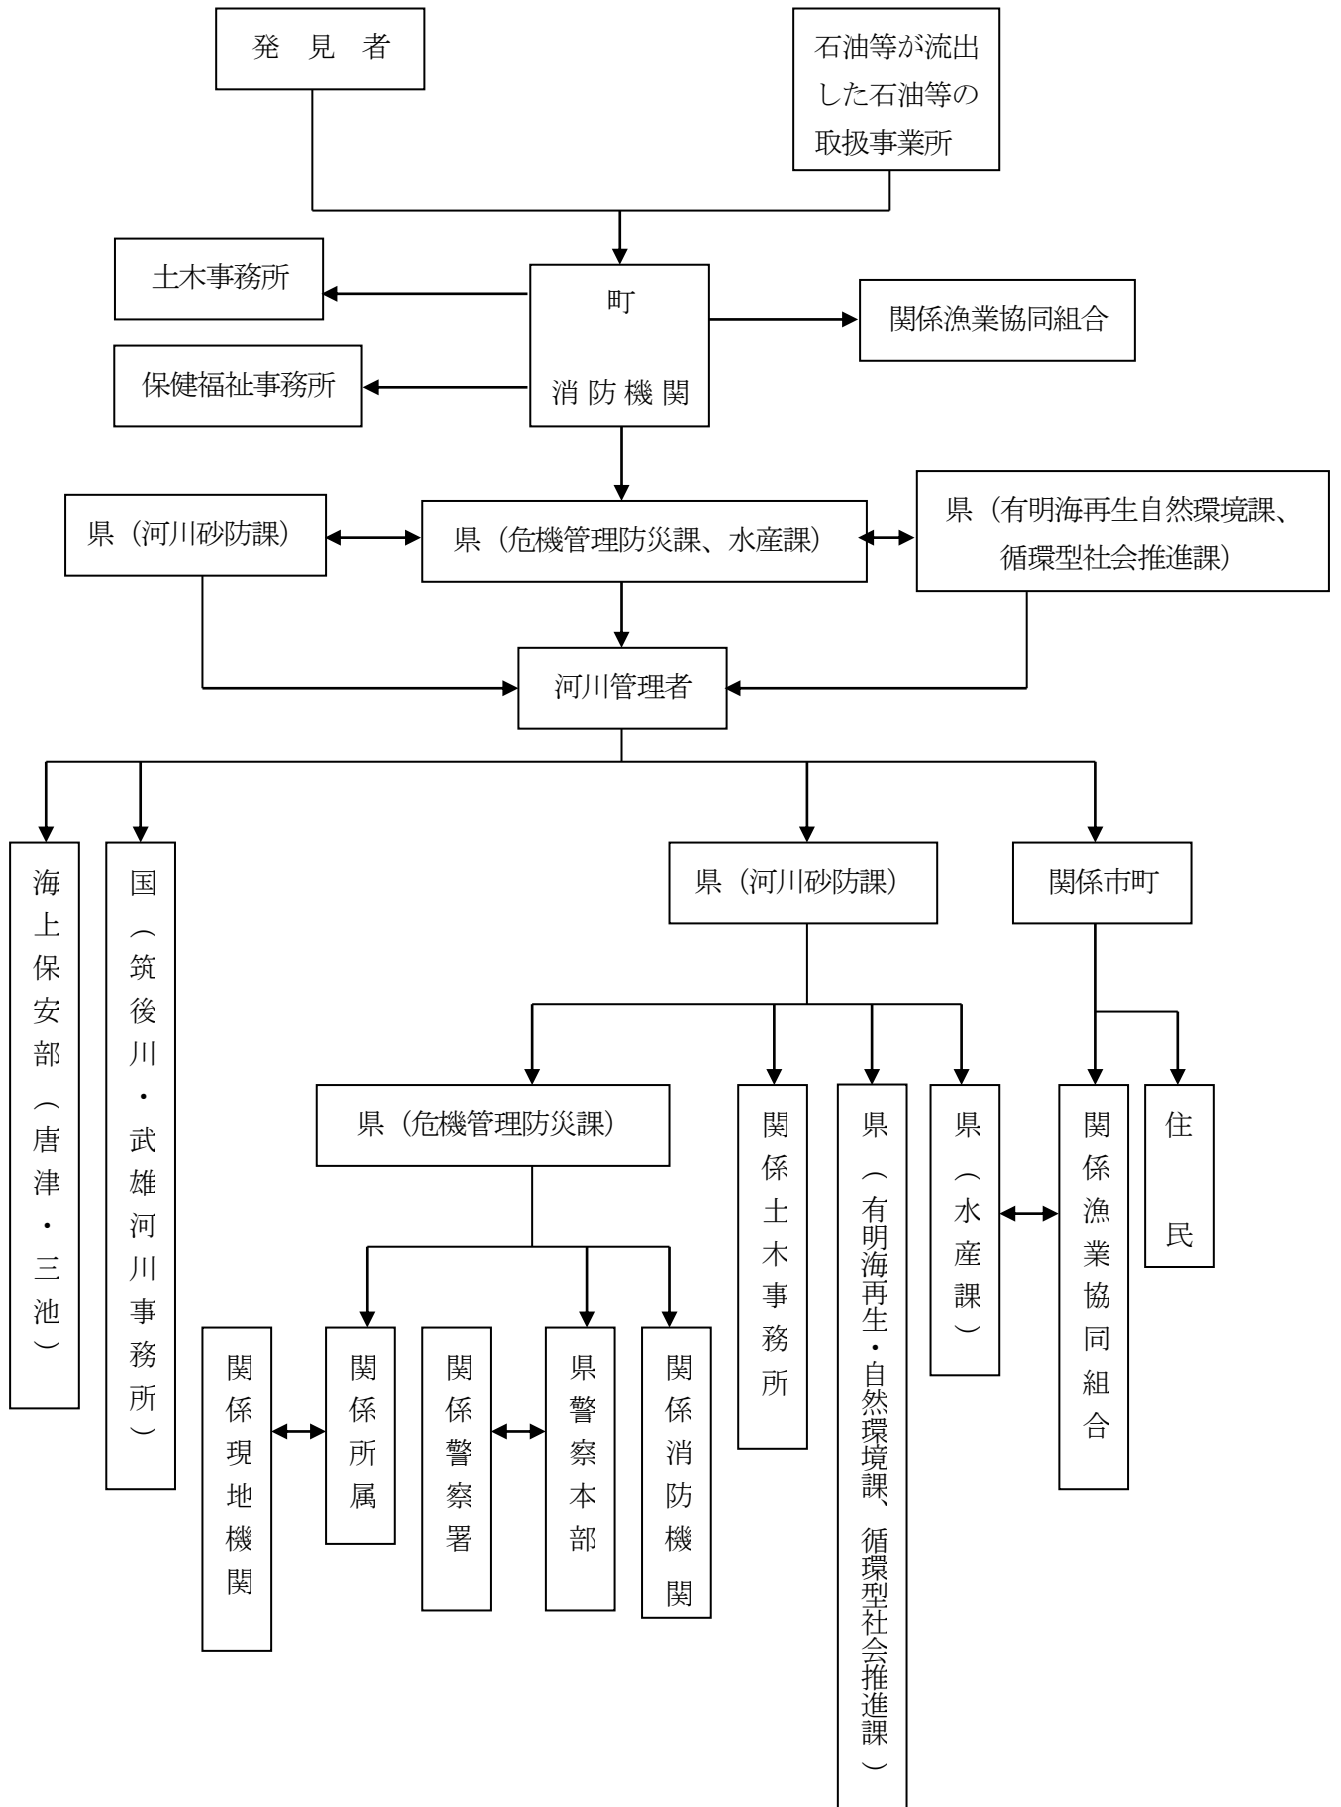 発　見　者
石油等が流出
した石油等の
取扱事業所
土木事務所
町
消防機関
関係漁業協同組合
保健福祉事務所
県（河川砂防課）
県（危機管理防災課、水産課）
県（有明海再生自然環境課、
循環型社会推進課）
河川管理者
海上保安部（唐津・三池）
国（筑後川・武雄河川事務所）
県（河川砂防課）
関係市町
県（危機管理防災課）
関係土木事務所
県（有明海再生・自然環境課、循環型社会推進課）
県（水産課）
関係漁業協同組合
住　民
関係現地機関
関係所属
関係警察署
県警察本部
関係消防機関